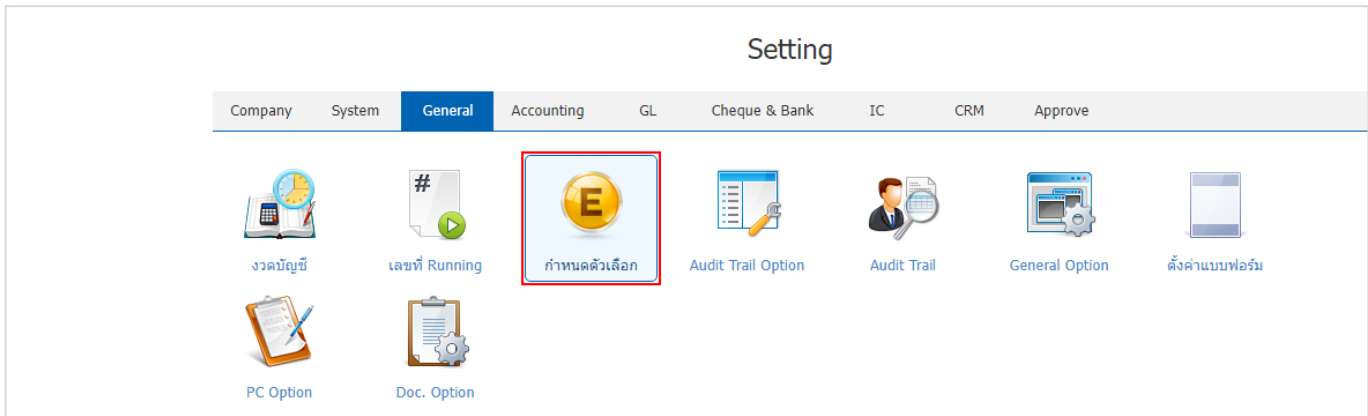 Setting
Company System General Accounting GL Cheque & Bank IC CRM Approve
#
E
งวดบัญชี เลขที่ Running กำหนดตัวเลือก Audit Trail Option Audit Trail General Option ตั้งค่าแบบฟอร์ม
PC Option Doc. Option